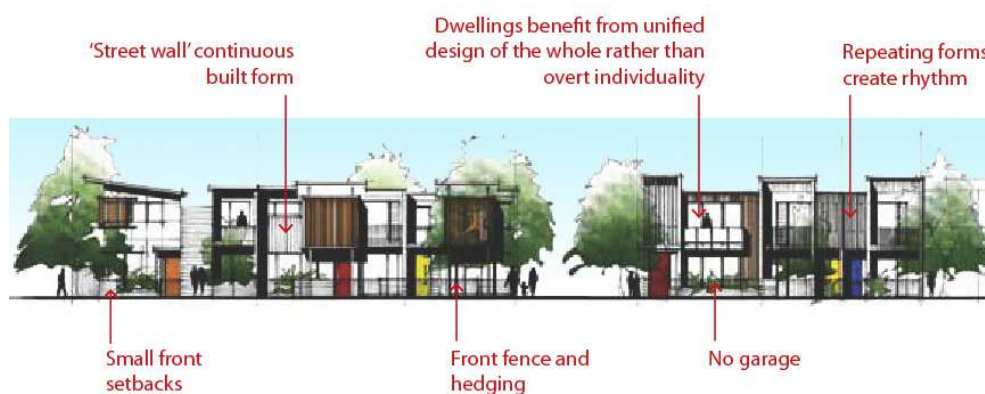 'Street wall' continuous
built form
Dwellings benefit from unified
design of the whole rather than
overt individuality
Repeating forms
create rhythm
Small front
setbacks
Front fence and
hedging
No garage